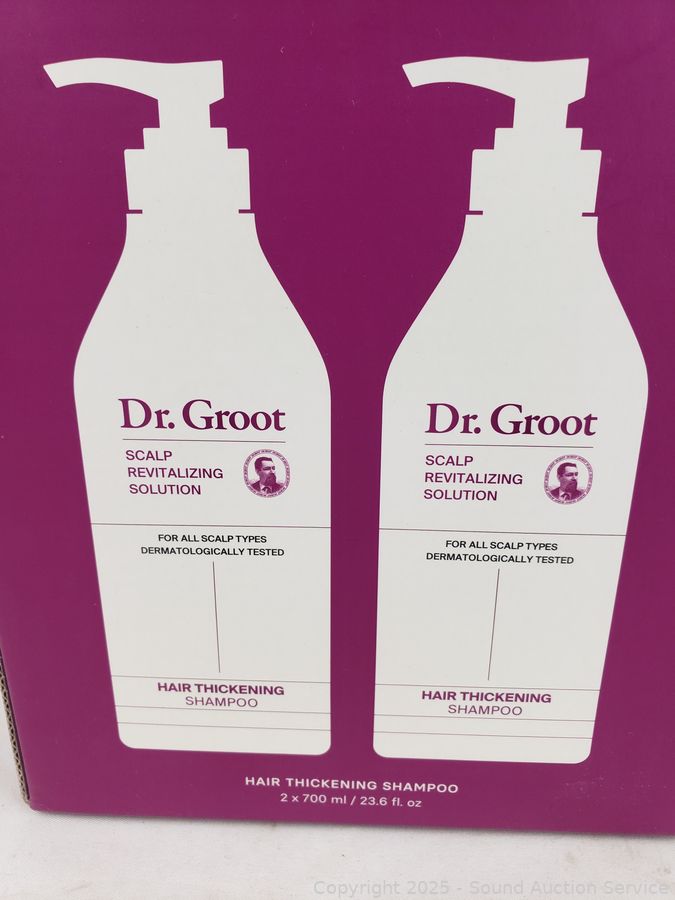 Dr. Groot
SCALP
REVITALIZING
SOLUTION
FOR ALL SCALP TYPES
DERMATOLOGICALLY TESTED
HAIR THICKENING
SHAMPOO
Dr. Groot
SCALP
REVITALIZING
SOLUTION
FOR ALL SCALP TYPES
DERMATOLOGICALLY TESTED
HAIR THICKENING
SHAMPOO
HAIR THICKENING SHAMPOO
2 x 700 ml / 23.6 fl. oz
Copyright 2025 - Sound Auction Service